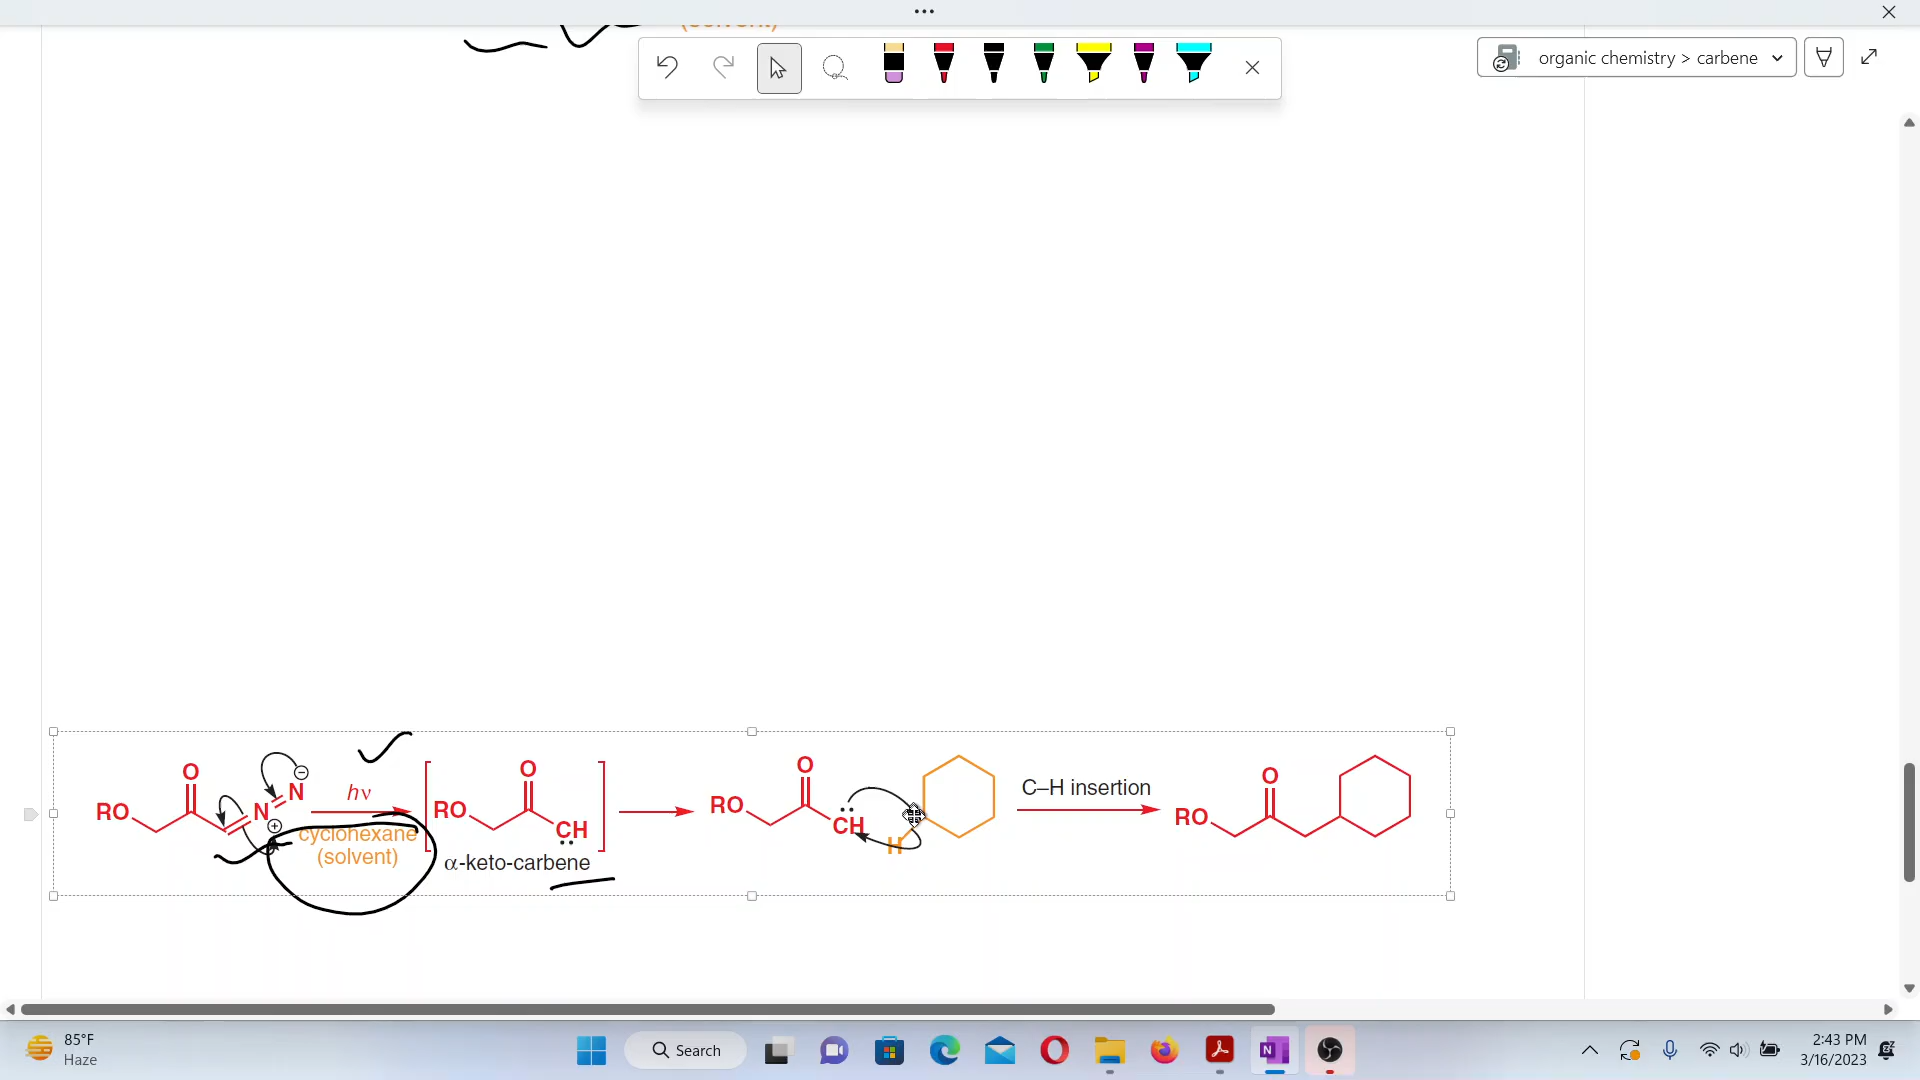 (solvent)
organic chemistry > carbene
O
RO
N
⊕
N
⊖
hν
cyclohexane
(solvent)
O
RO
CH
α-keto-carbene
O
RO
CH
H
C–H insertion
O
RO
85°F
Haze
Search
N
2:43 PM
3/16/2023